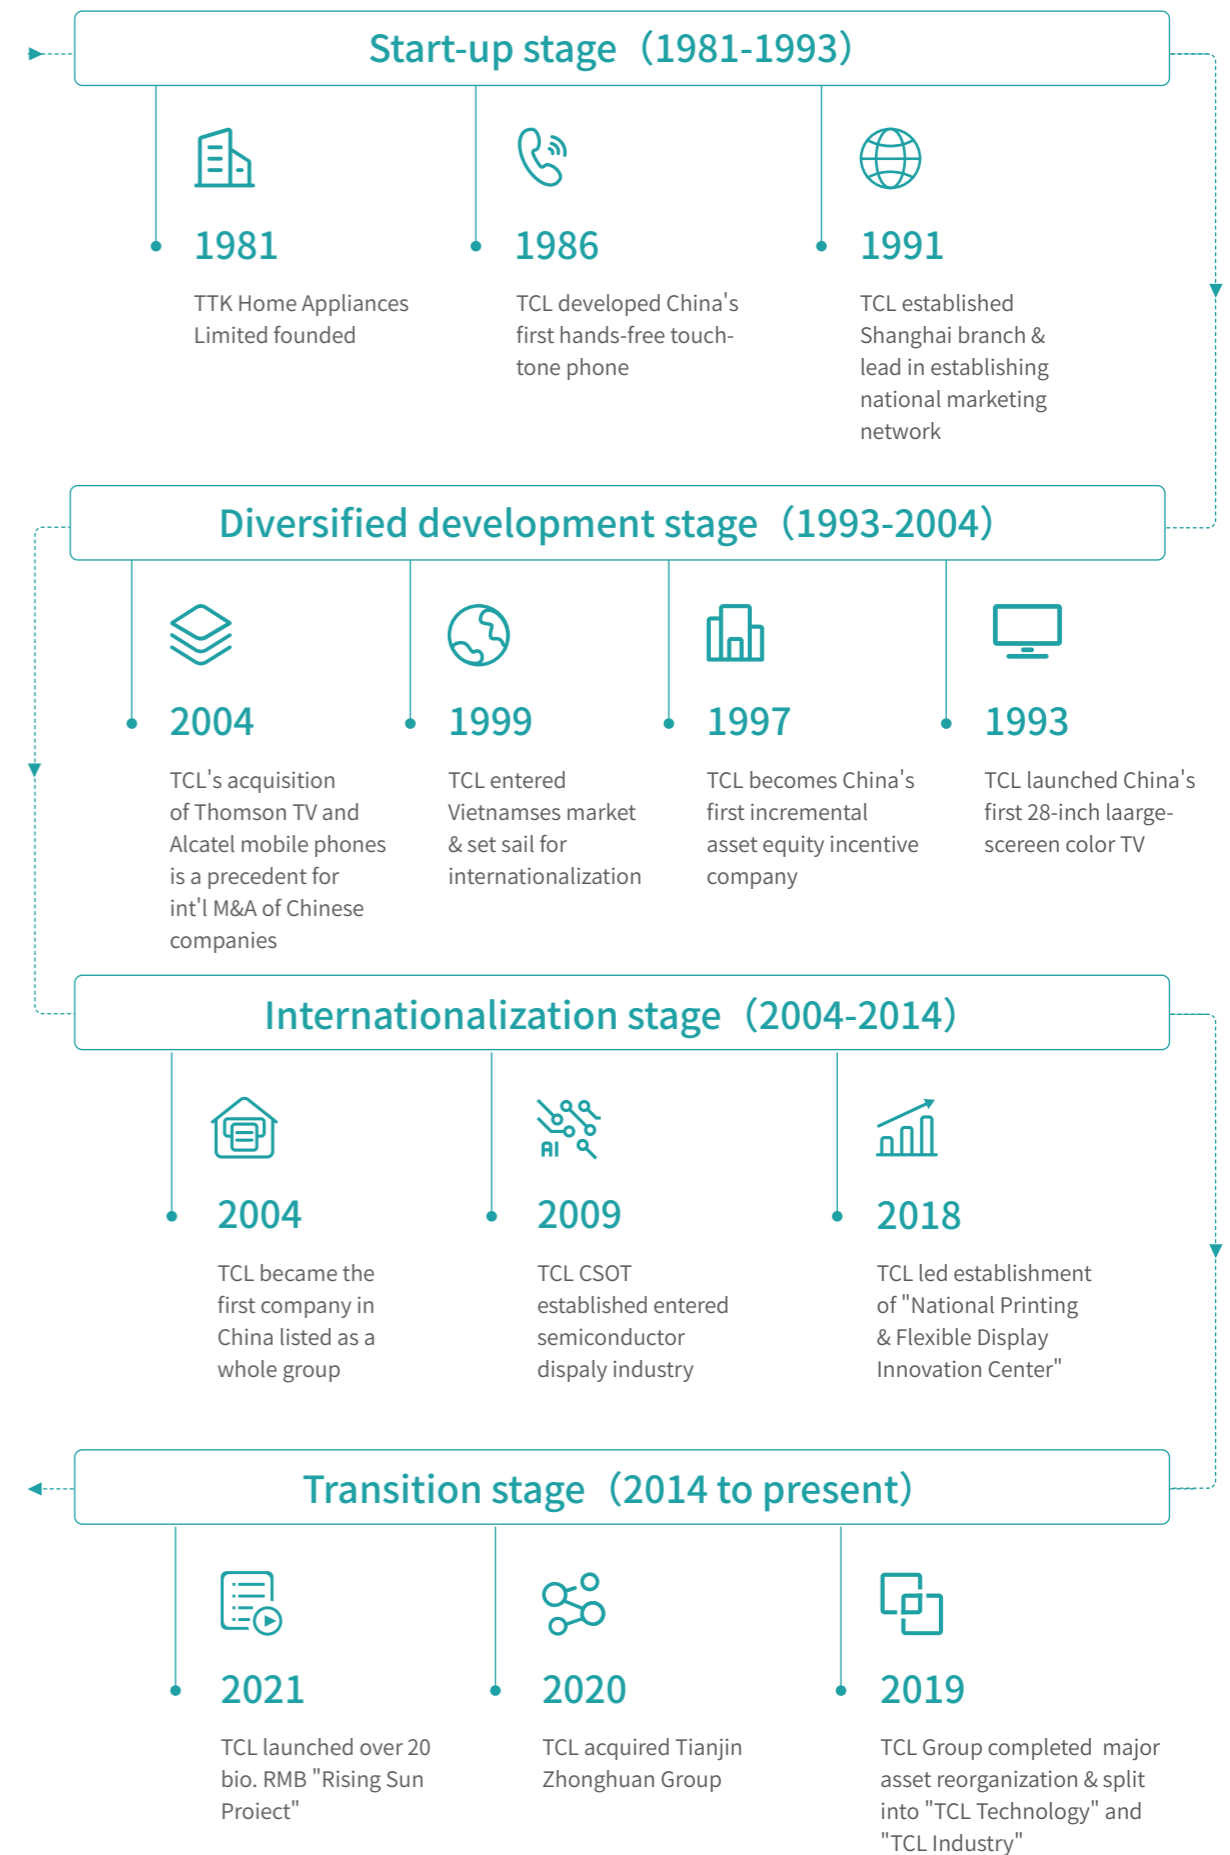 Start-up stage（1981-1993）
1981
TTK Home Appliances
Limited founded
1986
TCL developed China's
first hands-free touch-
tone phone
1991
TCL established
Shanghai branch &
lead in establishing
national marketing
network
Diversified development stage（1993-2004）
2004
TCL's acquisition
of Thomson TV and
Alcatel mobile phones
is a precedent for
int'l M&A of Chinese
companies
1999
TCL entered
Vietnamses market
& set sail for
internationalization
1997
TCL becomes China's
first incremental
asset equity incentive
company
1993
TCL launched China's
first 28-inch laarge-
scereen color TV
Internationalization stage（2004-2014）
2004
TCL became the
first company in
China listed as a
whole group
AI
2009
TCL CSOT
established entered
semiconductor
dispaly industry
2018
TCL led establishment
of "National Printing
& Flexible Display
Innovation Center"
Transition stage（2014 to present）
2021
TCL launched over 20
bio. RMB "Rising Sun
Proiect"
2020
TCL acquired Tianjin
Zhonghuan Group
2019
TCL Group completed  major
asset reorganization & split
into "TCL Technology" and
"TCL Industry"